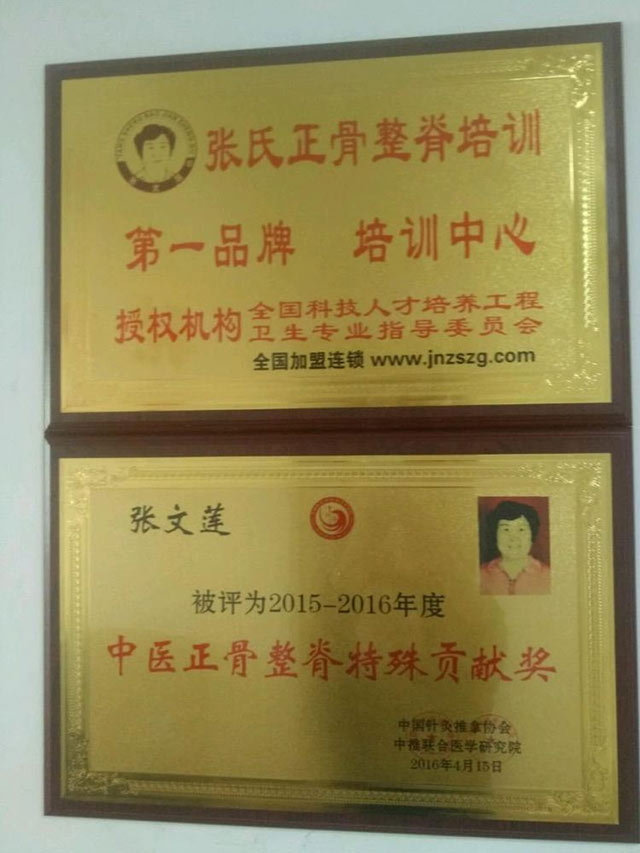 张氏正骨整脊培训
第一品牌 培训中心
授权机构 全国科技人才培养工程
卫生专业指导委员会
全国加盟连锁 www.jnzszg.com
张文莲
被评为2015-2016年度
中医正骨整脊特殊贡献奖
中国针灸推拿协会
中推联合医学研究院
2016年4月15日